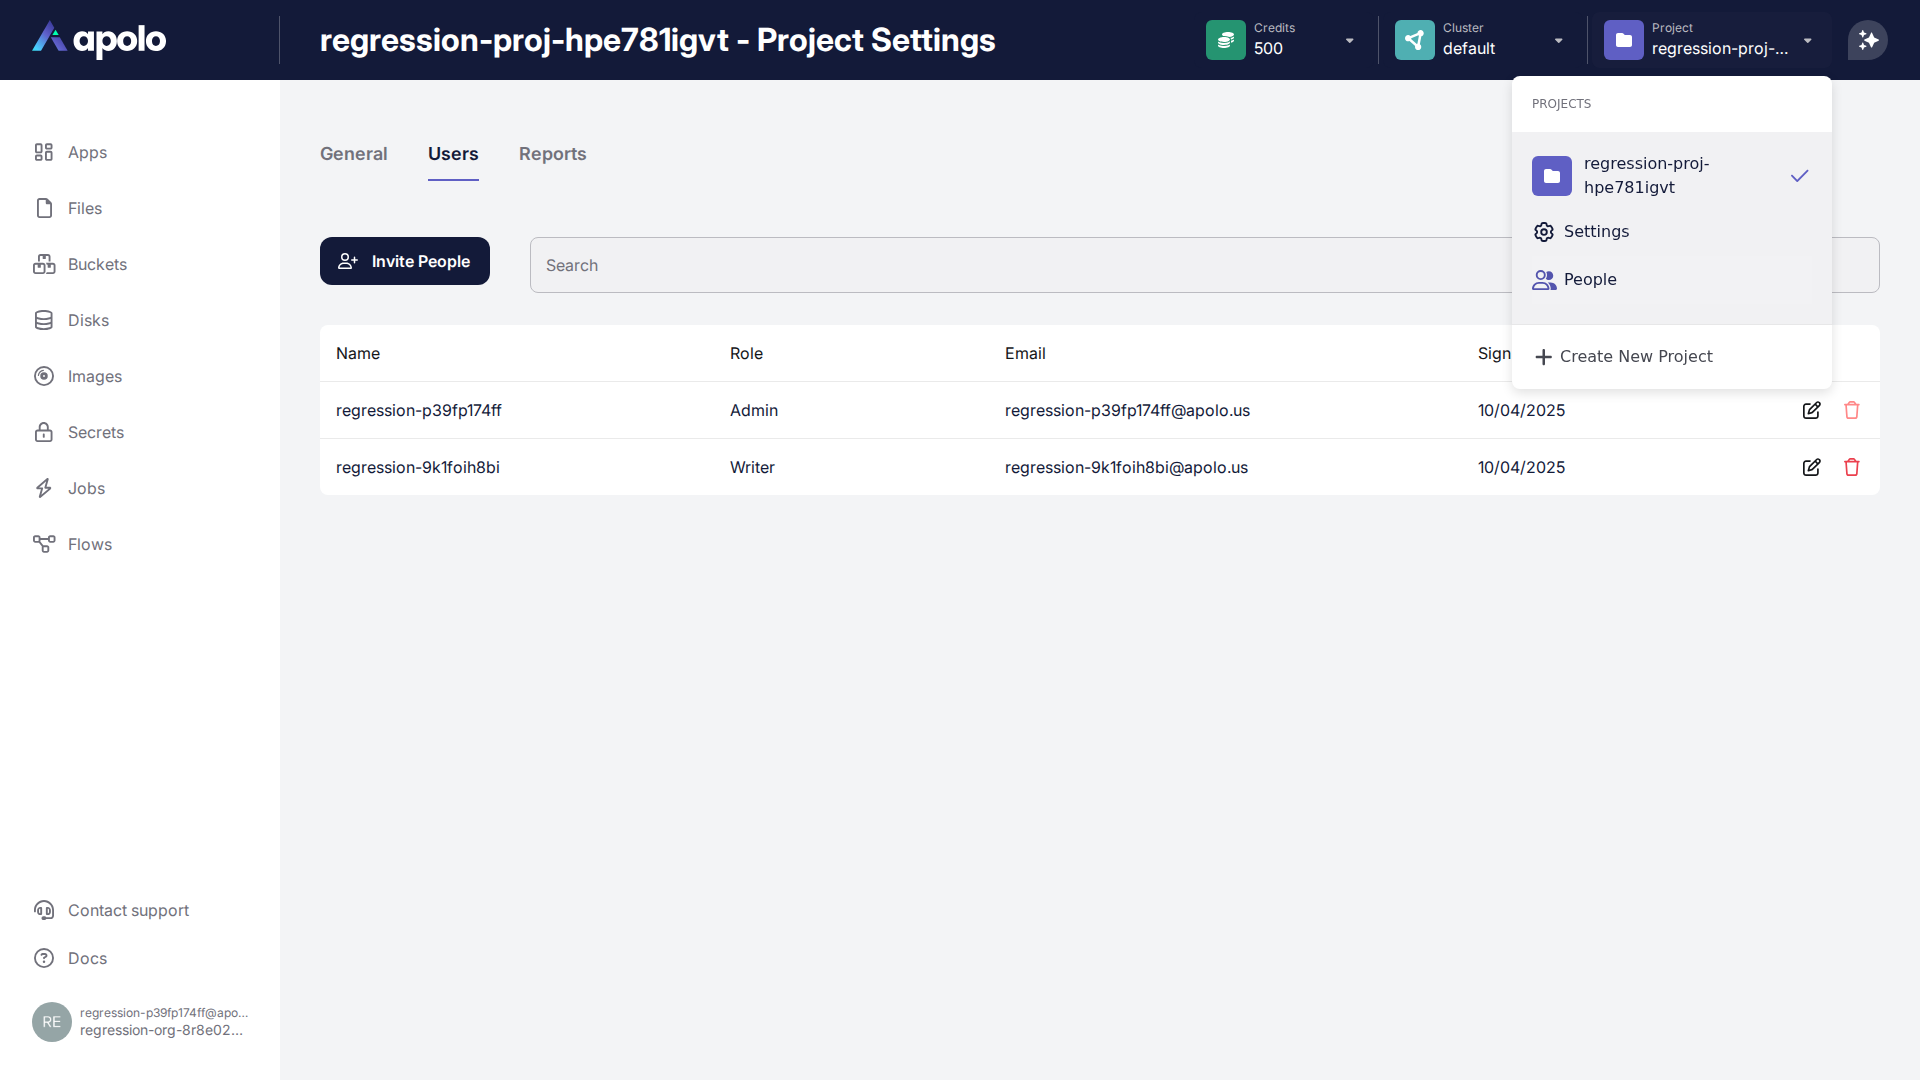 apolo
regression-proj-hpe781igvt - Project Settings
Credits
500
Cluster
default
Project
regression-proj-...
PROJECTS
regression-proj-
hpe781igvt
Settings
People
Create New Project
Apps
Files
Buckets
Disks
Images
Secrets
Jobs
Flows
General Users Reports
Invite People
Search
Name Role Email Sign
regression-p39fp174ff Admin regression-p39fp174ff@apolo.us 10/04/2025
regression-9k1foih8bi Writer regression-9k1foih8bi@apolo.us 10/04/2025
Contact support
Docs
RE
regression-p39fp174ff@apo...
regression-org-8r8e02...